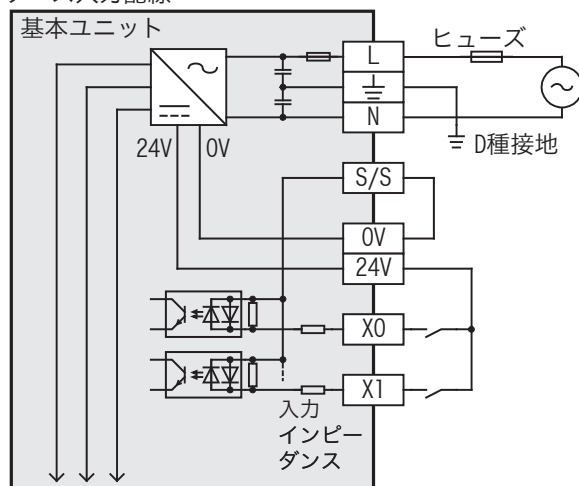 基本ユニット
L
ヒューズ
N
D種接地
24V 0V
S/S
0V
24V
X0
X1
入力
インピー
ダンス